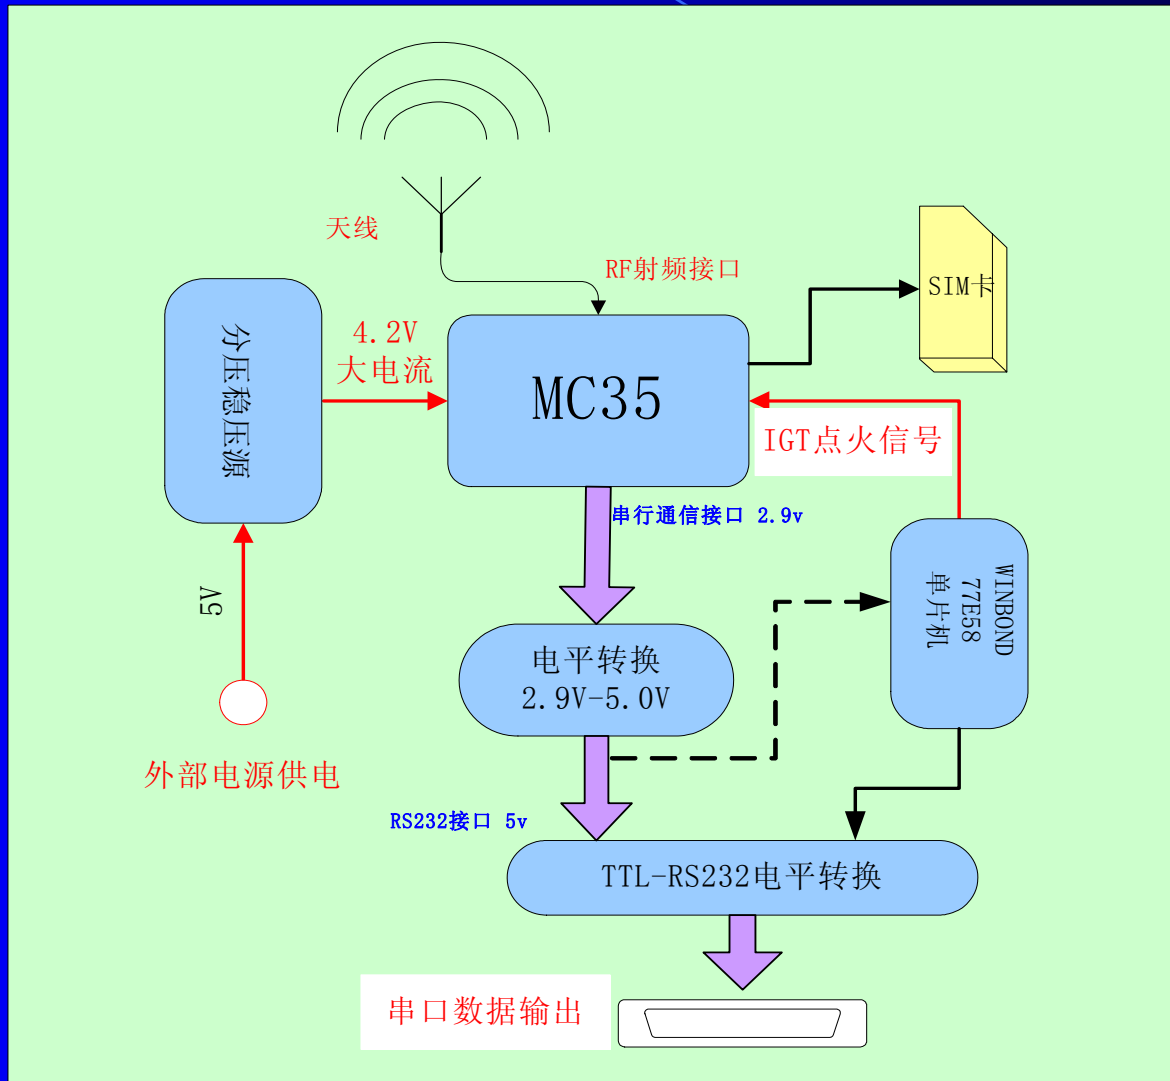 天线
RF射频接口
SIM卡
分压稳压源
4.2V
大电流
MC35
IGT点火信号
串行通信接口 2.9v
5V
WINBOND
77E58
单片机
电平转换
2.9V-5.0V
外部电源供电
RS232接口 5v
TTL-RS232电平转换
串口数据输出